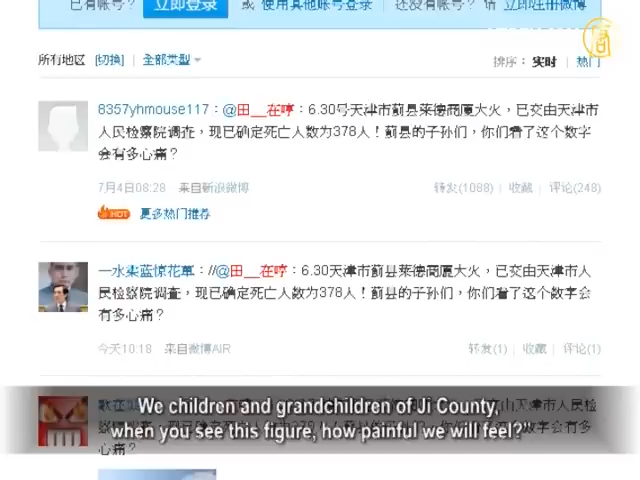 已有账号？ 立即登录 或 使用其他账号登录 还没有账号？请 立即注册微博
所有地区 [切换] | 全部类型
排序：实时 | 热门
8357yhmouse117：@田__在哼：6.30号天津市蓟县莱德商厦大火，已交由天津市
人民检察院调查，现已确定死亡人数为378人！蓟县的子孙们，你们看了这个数字
会有多心痛？
7月4日08:28 来自新浪微博
转发(1088) | 收藏 | 评论(248)
HOT 更多热门推荐
一水柒蓝惊花草：//@田__在哼：6.30天津市蓟县莱德商厦大火，已交由天津市人
民检察院调查，现已确定死亡人数为378人！蓟县的子孙们，你们看了这个数字会
有多心痛？
今天10:18 来自微博AIR
转发(1) | 收藏 | 评论(1)
We children and grandchildren of Ji County,
when you see this figure, how painful we will feel?